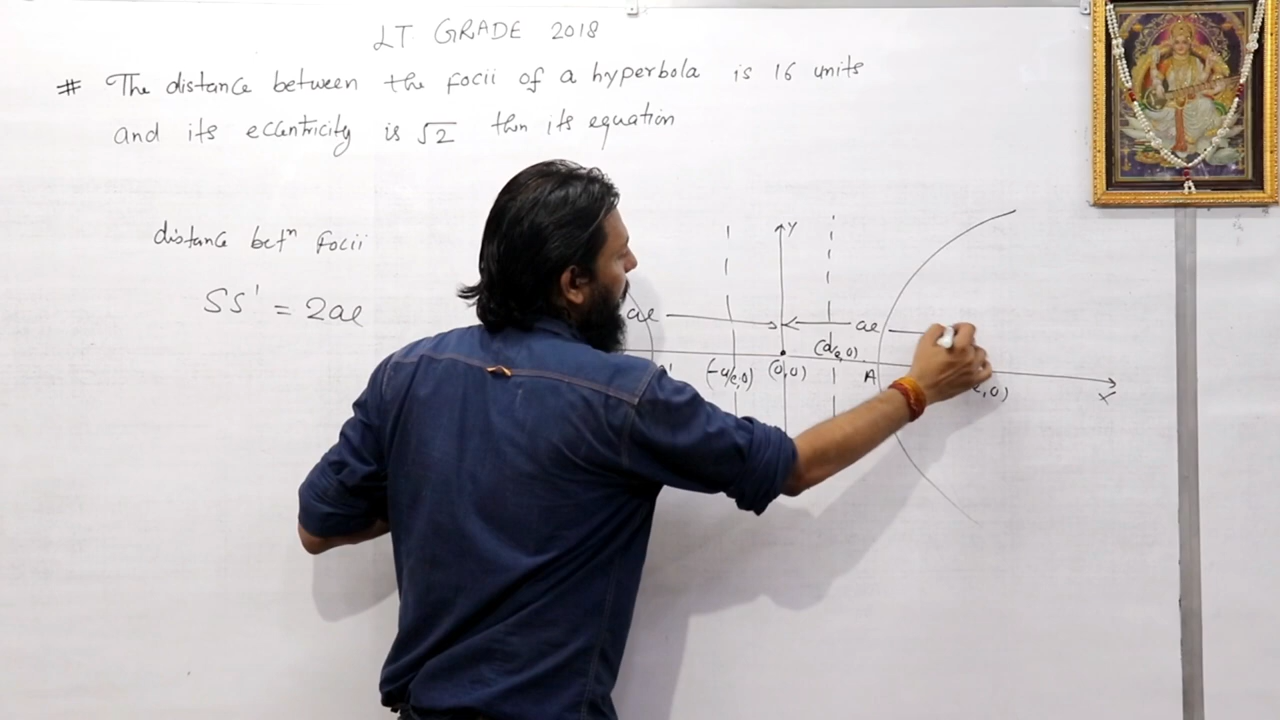 LT GRADE 2018
# The distance between the focii of a hyperbola is 16 units
and its eccentricity is √2 then its equation
distance betⁿ focii
SS' = 2ae
Y
ae
ae
(a/e,0)
(-a/e,0)
(0,0)
A
,0)
X